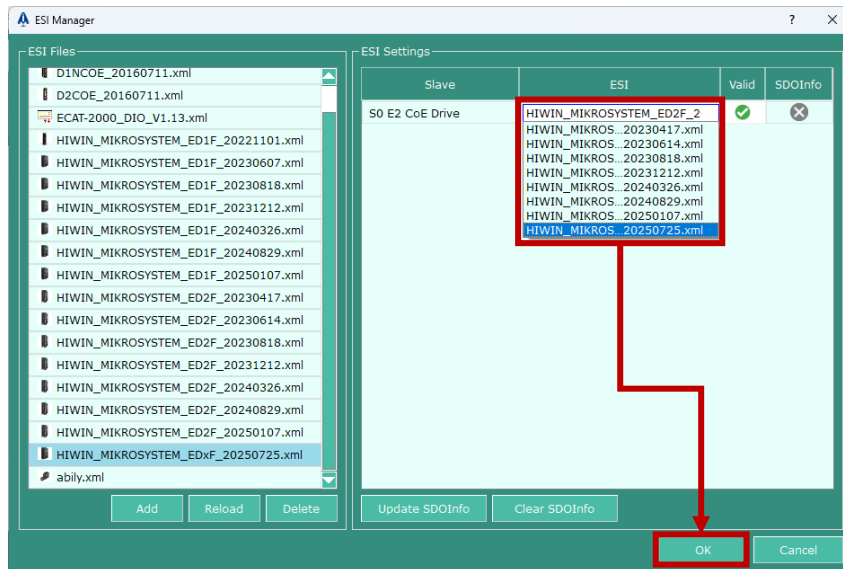 ESI Manager
?
ESI Files
D1NCOE_20160711.xml
D2COE_20160711.xml
ECAT-2000_DIO_V1.13.xml
HIWIN_MIKROSYSTEM_ED1F_20221101.xml
HIWIN_MIKROSYSTEM_ED1F_20230607.xml
HIWIN_MIKROSYSTEM_ED1F_20230818.xml
HIWIN_MIKROSYSTEM_ED1F_20231212.xml
HIWIN_MIKROSYSTEM_ED1F_20240326.xml
HIWIN_MIKROSYSTEM_ED1F_20240829.xml
HIWIN_MIKROSYSTEM_ED1F_20250107.xml
HIWIN_MIKROSYSTEM_ED2F_20230417.xml
HIWIN_MIKROSYSTEM_ED2F_20230614.xml
HIWIN_MIKROSYSTEM_ED2F_20230818.xml
HIWIN_MIKROSYSTEM_ED2F_20231212.xml
HIWIN_MIKROSYSTEM_ED2F_20240326.xml
HIWIN_MIKROSYSTEM_ED2F_20240829.xml
HIWIN_MIKROSYSTEM_ED2F_20250107.xml
HIWIN_MIKROSYSTEM_EDxF_20250725.xml
abily.xml
Add Reload Delete
ESI Settings
Slave ESI Valid SDOInfo
S0 E2 CoE Drive HIWIN_MIKROSYSTEM_ED2F_2
HIWIN_MIKROS...20230417.xml
HIWIN_MIKROS...20230614.xml
HIWIN_MIKROS...20230818.xml
HIWIN_MIKROS...20231212.xml
HIWIN_MIKROS...20240326.xml
HIWIN_MIKROS...20240829.xml
HIWIN_MIKROS...20250107.xml
HIWIN_MIKROS...20250725.xml
Update SDOInfo Clear SDOInfo
OK Cancel